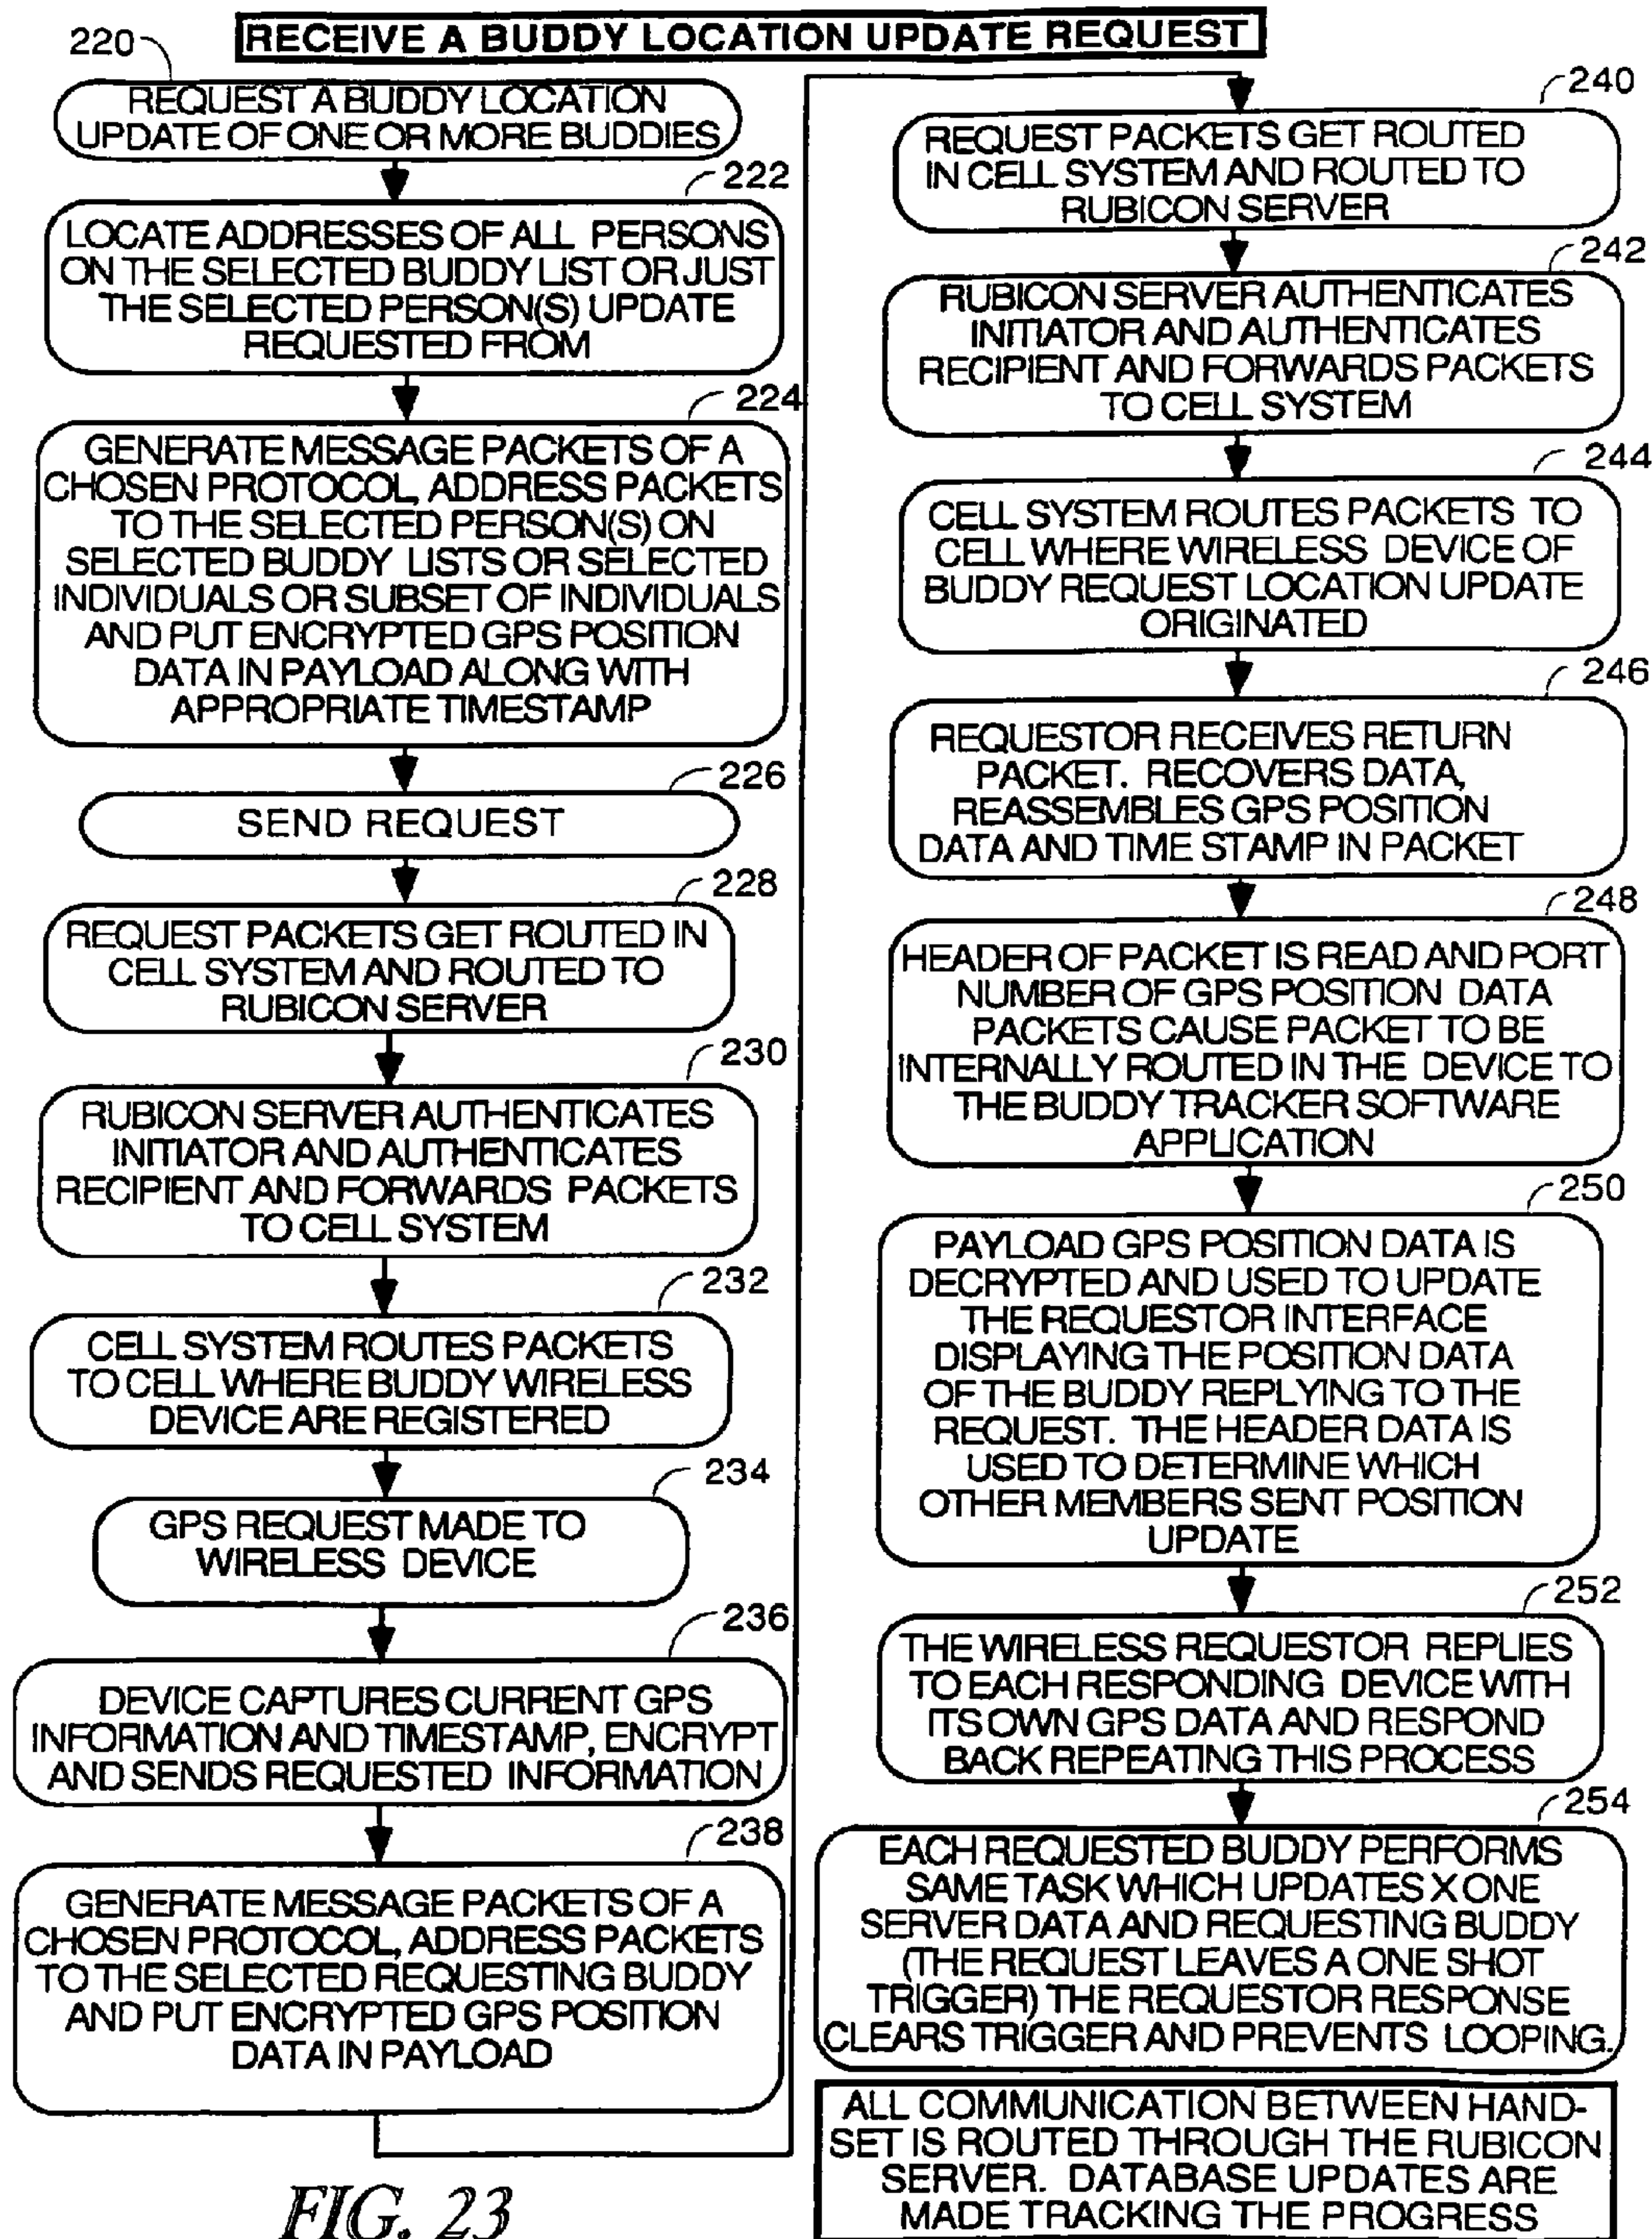 RECEIVE A BUDDY LOCATION UPDATE REQUEST
220
REQUEST A BUDDY LOCATION
UPDATE OF ONE OR MORE BUDDIES
222
LOCATE ADDRESSES OF ALL PERSONS
ON THE SELECTED BUDDY LIST OR JUST
THE SELECTED PERSON(S) UPDATE
REQUESTED FROM
224
GENERATE MESSAGE PACKETS OF A
CHOSEN PROTOCOL, ADDRESS PACKETS
TO THE SELECTED PERSON(S) ON
SELECTED BUDDY LISTS OR SELECTED
INDIVIDUALS OR SUBSET OF INDIVIDUALS
AND PUT ENCRYPTED GPS POSITION
DATA IN PAYLOAD ALONG WITH
APPROPRIATE TIMESTAMP
226
SEND REQUEST
228
REQUEST PACKETS GET ROUTED IN
CELL SYSTEM AND ROUTED TO
RUBICON SERVER
230
RUBICON SERVER AUTHENTICATES
INITIATOR AND AUTHENTICATES
RECIPIENT AND FORWARDS PACKETS
TO CELL SYSTEM
232
CELL SYSTEM ROUTES PACKETS
TO CELL WHERE BUDDY WIRELESS
DEVICE ARE REGISTERED
234
GPS REQUEST MADE TO
WIRELESS DEVICE
236
DEVICE CAPTURES CURRENT GPS
INFORMATION AND TIMESTAMP, ENCRYPT
AND SENDS REQUESTED INFORMATION
238
GENERATE MESSAGE PACKETS OF A
CHOSEN PROTOCOL, ADDRESS PACKETS
TO THE SELECTED REQUESTING BUDDY
AND PUT ENCRYPTED GPS POSITION
DATA IN PAYLOAD
240
REQUEST PACKETS GET ROUTED
IN CELL SYSTEM AND ROUTED TO
RUBICON SERVER
242
RUBICON SERVER AUTHENTICATES
INITIATOR AND AUTHENTICATES
RECIPIENT AND FORWARDS PACKETS
TO CELL SYSTEM
244
CELL SYSTEM ROUTES PACKETS TO
CELL WHERE WIRELESS DEVICE OF
BUDDY REQUEST LOCATION UPDATE
ORIGINATED
246
REQUESTOR RECEIVES RETURN
PACKET. RECOVERS DATA,
REASSEMBLES GPS POSITION
DATA AND TIME STAMP IN PACKET
248
HEADER OF PACKET IS READ AND PORT
NUMBER OF GPS POSITION DATA
PACKETS CAUSE PACKET TO BE
INTERNALLY ROUTED IN THE DEVICE TO
THE BUDDY TRACKER SOFTWARE
APPLICATION
250
PAYLOAD GPS POSITION DATA IS
DECRYPTED AND USED TO UPDATE
THE REQUESTOR INTERFACE
DISPLAYING THE POSITION DATA
OF THE BUDDY REPLYING TO THE
REQUEST. THE HEADER DATA IS
USED TO DETERMINE WHICH
OTHER MEMBERS SENT POSITION
UPDATE
252
THE WIRELESS REQUESTOR REPLIES
TO EACH RESPONDING DEVICE WITH
ITS OWN GPS DATA AND RESPOND
BACK REPEATING THIS PROCESS
254
EACH REQUESTED BUDDY PERFORMS
SAME TASK WHICH UPDATES X ONE
SERVER DATA AND REQUESTING BUDDY
(THE REQUEST LEAVES A ONE SHOT
TRIGGER) THE REQUESTOR RESPONSE
CLEARS TRIGGER AND PREVENTS LOOPING.
ALL COMMUNICATION BETWEEN HAND-
SET IS ROUTED THROUGH THE RUBICON
SERVER. DATABASE UPDATES ARE
MADE TRACKING THE PROGRESS
FIG. 23